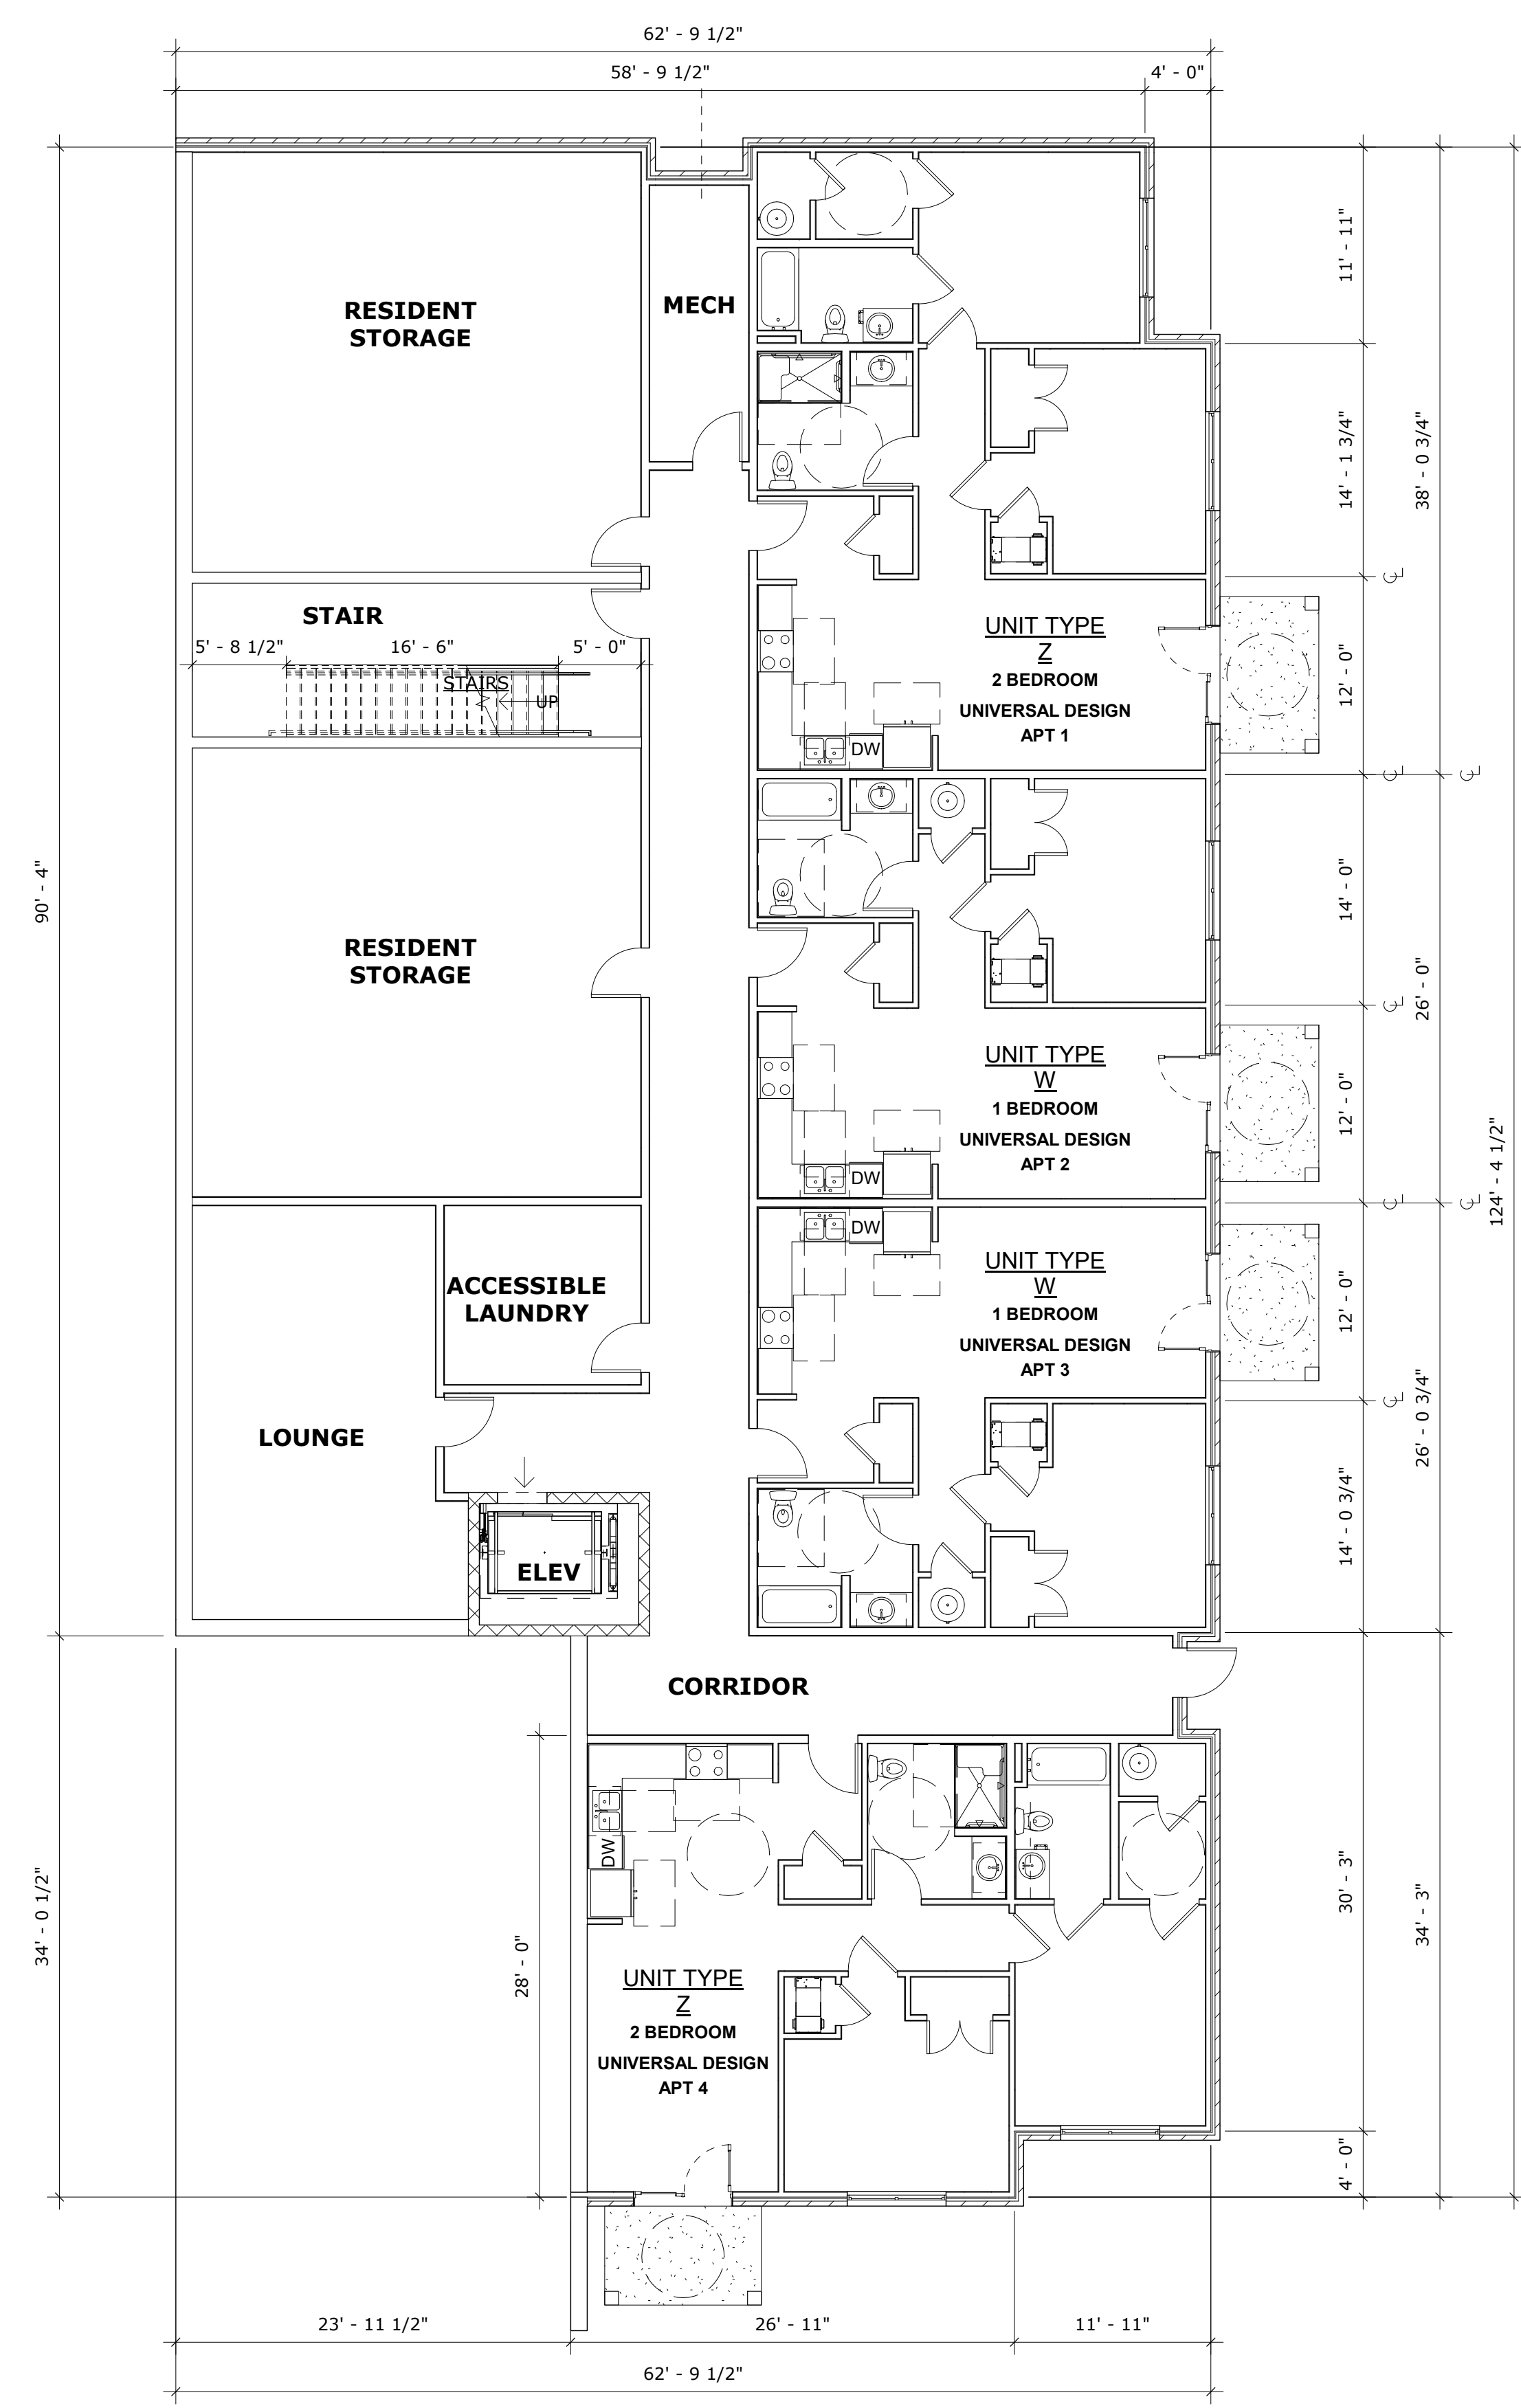 62' - 9 1/2"
58' - 9 1/2"
4' - 0"
11' - 11"
RESIDENT
STORAGE
MECH
14' - 1 3/4"
38' - 0 3/4"
STAIR
5' - 8 1/2"
16' - 6"
5' - 0"
STAIRS
UP
UNIT TYPE
Z
2 BEDROOM
UNIVERSAL DESIGN
APT 1
DW
12' - 0"
90' - 4"
14' - 0"
RESIDENT
STORAGE
26' - 0"
UNIT TYPE
W
1 BEDROOM
UNIVERSAL DESIGN
APT 2
DW
12' - 0"
124' - 4 1/2"
DW
UNIT TYPE
W
1 BEDROOM
UNIVERSAL DESIGN
APT 3
12' - 0"
ACCESSIBLE
LAUNDRY
26' - 0 3/4"
LOUNGE
14' - 0 3/4"
ELEV
CORRIDOR
DW
30' - 3"
34' - 0 1/2"
34' - 3"
28' - 0"
UNIT TYPE
Z
2 BEDROOM
UNIVERSAL DESIGN
APT 4
4' - 0"
23' - 11 1/2"
26' - 11"
11' - 11"
62' - 9 1/2"